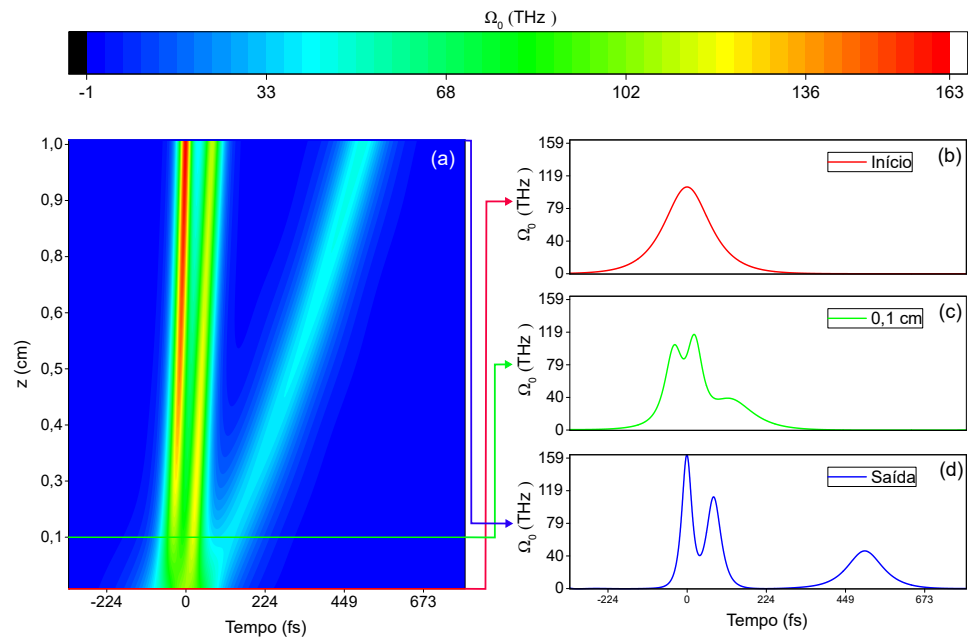 Ω0 (THz)
-1 33 68 102 136 163
(a)
z (cm)
1,0
0,9
0,8
0,6
0,5
0,3
0,1
-224 0 224 449 673
Tempo (fs)
(b)
Início
Ω0 (THz)
159
119
79
40
0
(c)
0,1 cm
Ω0 (THz)
159
119
79
40
0
(d)
Saída
Ω0 (THz)
159
119
79
40
0
-224 0 224 449 673
Tempo (fs)